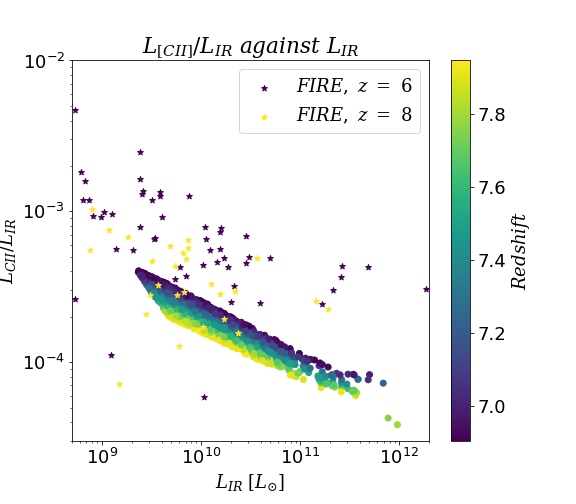 L[CII]/LIR against LIR
FIRE, z = 6
FIRE, z = 8
10⁻²
10⁻³
10⁻⁴
LCII/LIR
10⁹
10¹⁰
10¹¹
10¹²
LIR [L⊙]
7.8
7.6
7.4
7.2
7.0
Redshift